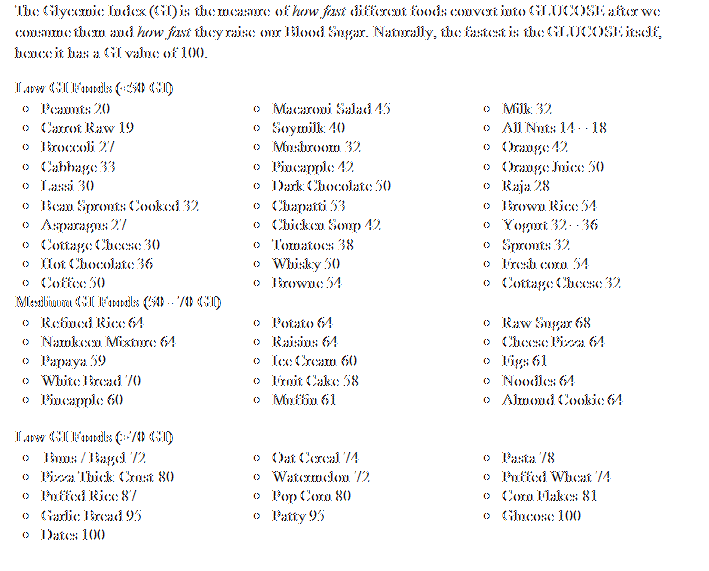 The Glycemic Index (GI) is the measure of how fast different foods convert into GLUCOSE after we
consume them and how fast they raise our Blood Sugar. Naturally, the fastest is the GLUCOSE itself,
hence it has a GI value of 100.
Low GI Foods (<50 GI)
○ Peanuts 20 ○ Macaroni Salad 45 ○ Milk 32
○ Carrot Raw 19 ○ Soymilk 40 ○ All Nuts 14 - - 18
○ Broccoli 27 ○ Mushroom 32 ○ Orange 42
○ Cabbage 33 ○ Pineapple 42 ○ Orange Juice 50
○ Lassi 30 ○ Dark Chocolate 50 ○ Raja 28
○ Bean Sprouts Cooked 32 ○ Chapatti 53 ○ Brown Rice 54
○ Asparagus 27 ○ Chicken Soup 42 ○ Yogurt 32 - - 36
○ Cottage Cheese 30 ○ Tomatoes 38 ○ Sprouts 32
○ Hot Chocolate 36 ○ Whisky 50 ○ Fresh corn 54
○ Coffee 50 ○ Browne 54 ○ Cottage Cheese 32
Medium GI Foods (50 - 70 GI)
○ Refined Rice 64 ○ Potato 64 ○ Raw Sugar 68
○ Namkeen Mixture 64 ○ Raisins 64 ○ Cheese Pizza 64
○ Papaya 59 ○ Ice Cream 60 ○ Figs 61
○ White Bread 70 ○ Fruit Cake 58 ○ Noodles 64
○ Pineapple 60 ○ Muffin 61 ○ Almond Cookie 64
Low GI Foods (>70 GI)
○ Buns / Bagel 72 ○ Oat Cereal 74 ○ Pasta 78
○ Pizza Thick Crust 80 ○ Watermelon 72 ○ Puffed Wheat 74
○ Puffed Rice 87 ○ Pop Corn 80 ○ Corn Flakes 81
○ Garlic Bread 95 ○ Patty 95 ○ Glucose 100
○ Dates 100